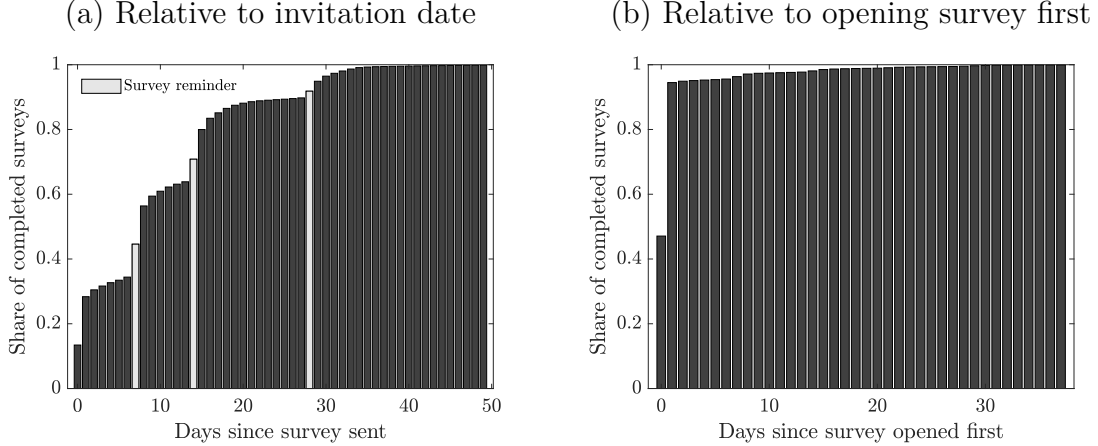 (a) Relative to invitation date
Survey reminder
Share of completed surveys
1
0.8
0.6
0.4
0.2
0
0 10 20 30 40 50
Days since survey sent
(b) Relative to opening survey first
Share of completed surveys
1
0.8
0.6
0.4
0.2
0
0 10 20 30
Days since survey opened first